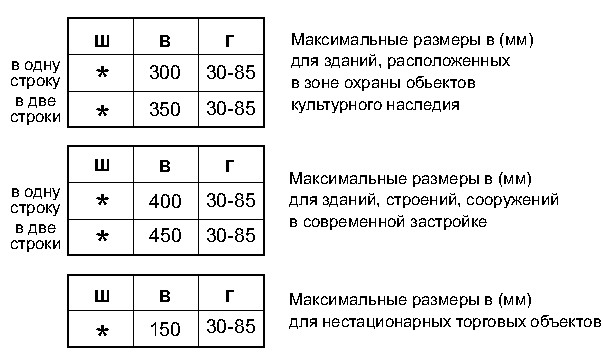 Ш В Г
в одну строку * 300 30-85
в две строки * 350 30-85
Максимальные размеры в (мм)
для зданий, расположенных
в зоне охраны объектов
культурного наследия
Ш В Г
в одну строку * 400 30-85
в две строки * 450 30-85
Максимальные размеры в (мм)
для зданий, строений, сооружений
в современной застройке
Ш В Г
* 150 30-85
Максимальные размеры в (мм)
для нестационарных торговых объектов